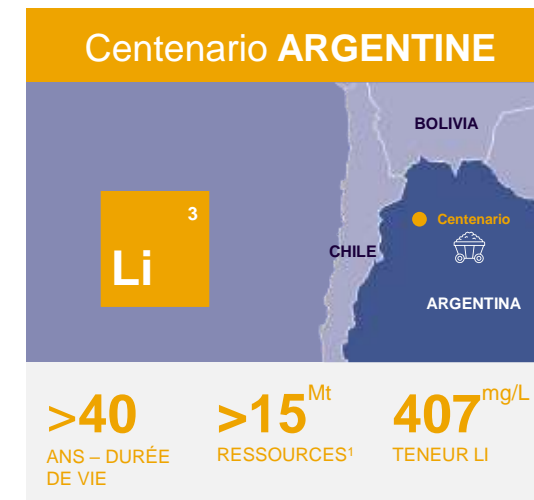 Centenario ARGENTINE
BOLIVIA
3
Li
Centenario
CHILE
ARGENTINA
>40
ANS – DURÉE
DE VIE
>15 Mt
RESSOURCES¹
407 mg/L
TENEUR LI